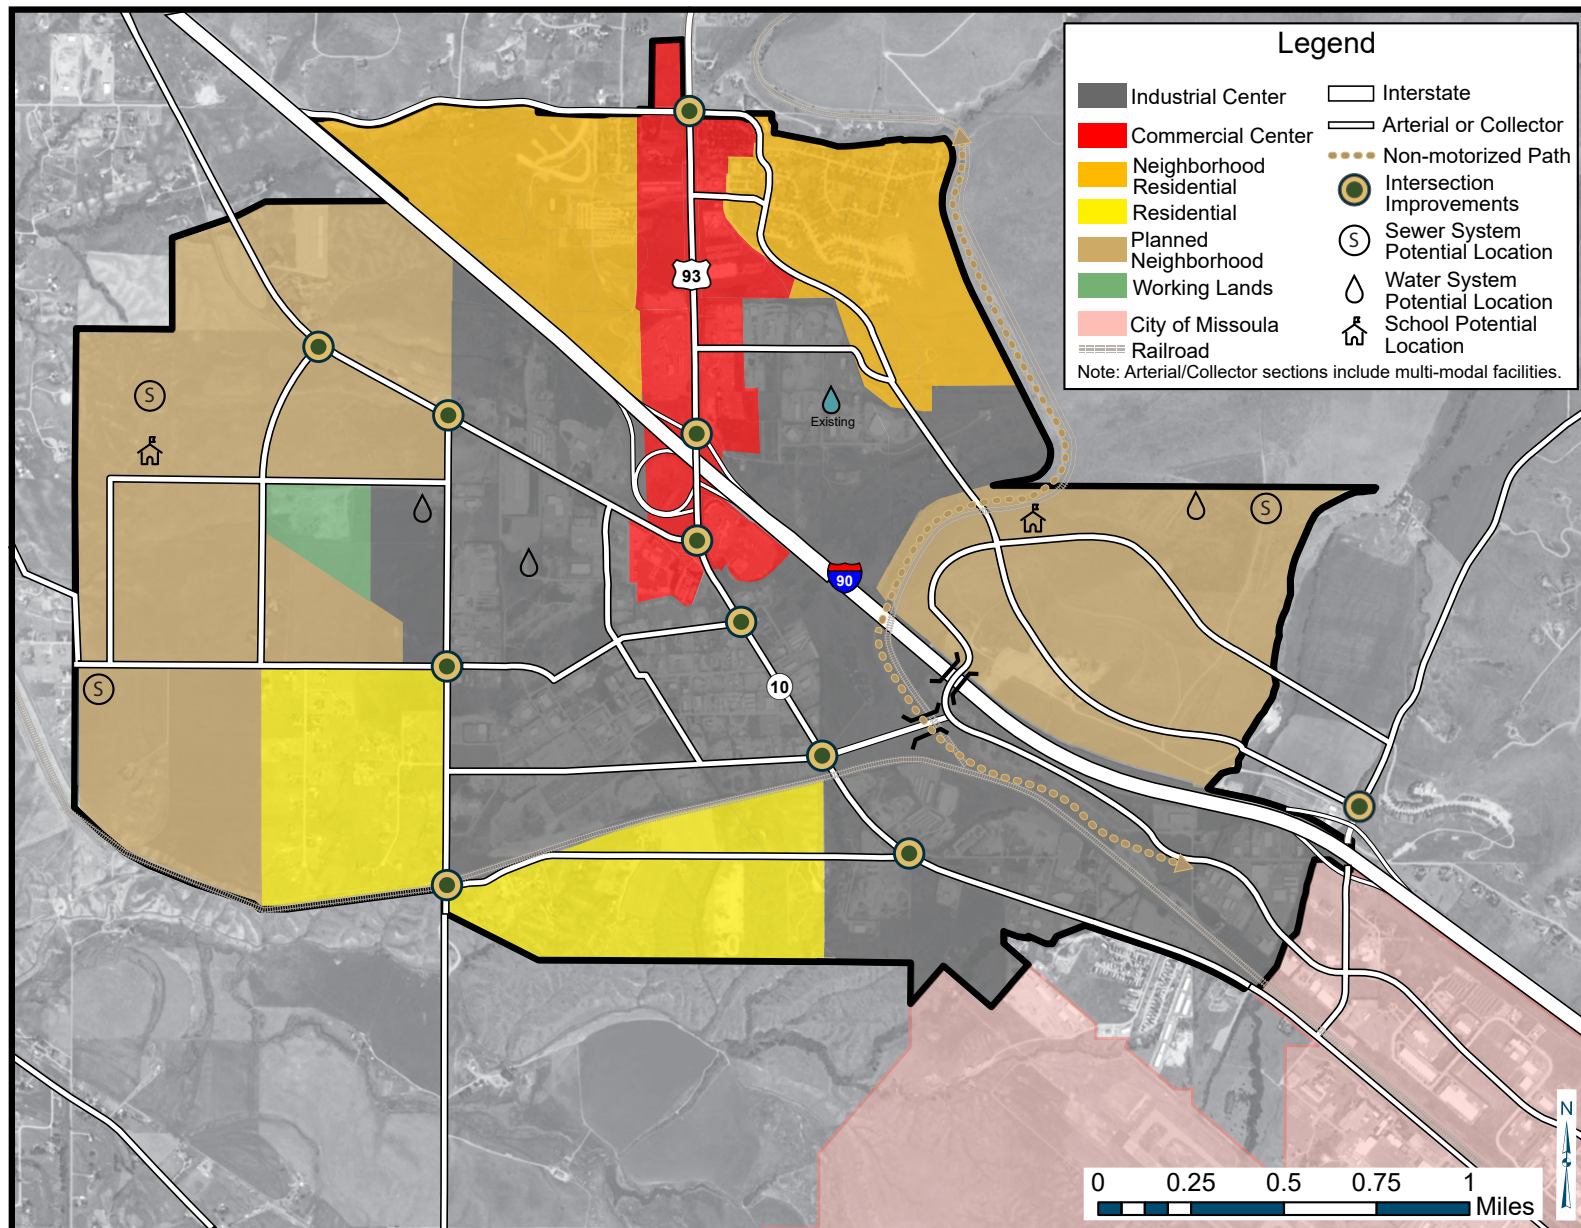 Legend
Industrial Center
Commercial Center
Neighborhood
Residential
Residential
Planned
Neighborhood
Working Lands
City of Missoula
Railroad
Interstate
Arterial or Collector
Non-motorized Path
Intersection
Improvements
S
Sewer System
Potential Location
Water System
Potential Location
School Potential
Location
Note: Arterial/Collector sections include multi-modal facilities.
93
S
Existing
S
90
S
10
N
0 0.25 0.5 0.75 1
Miles